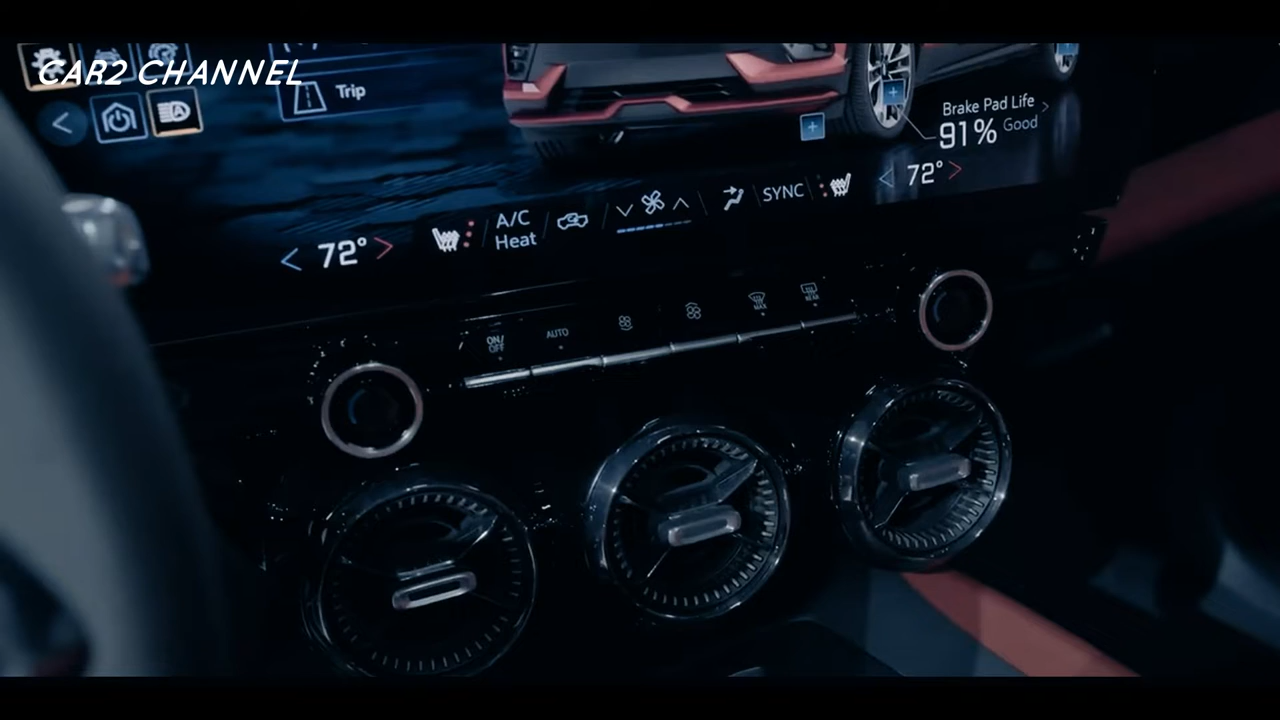 CAR2 CHANNEL
Trip
Brake Pad Life
91% Good
72°
SYNC
A/C
Heat
72°
ON/
OFF
AUTO
MAX
REAR